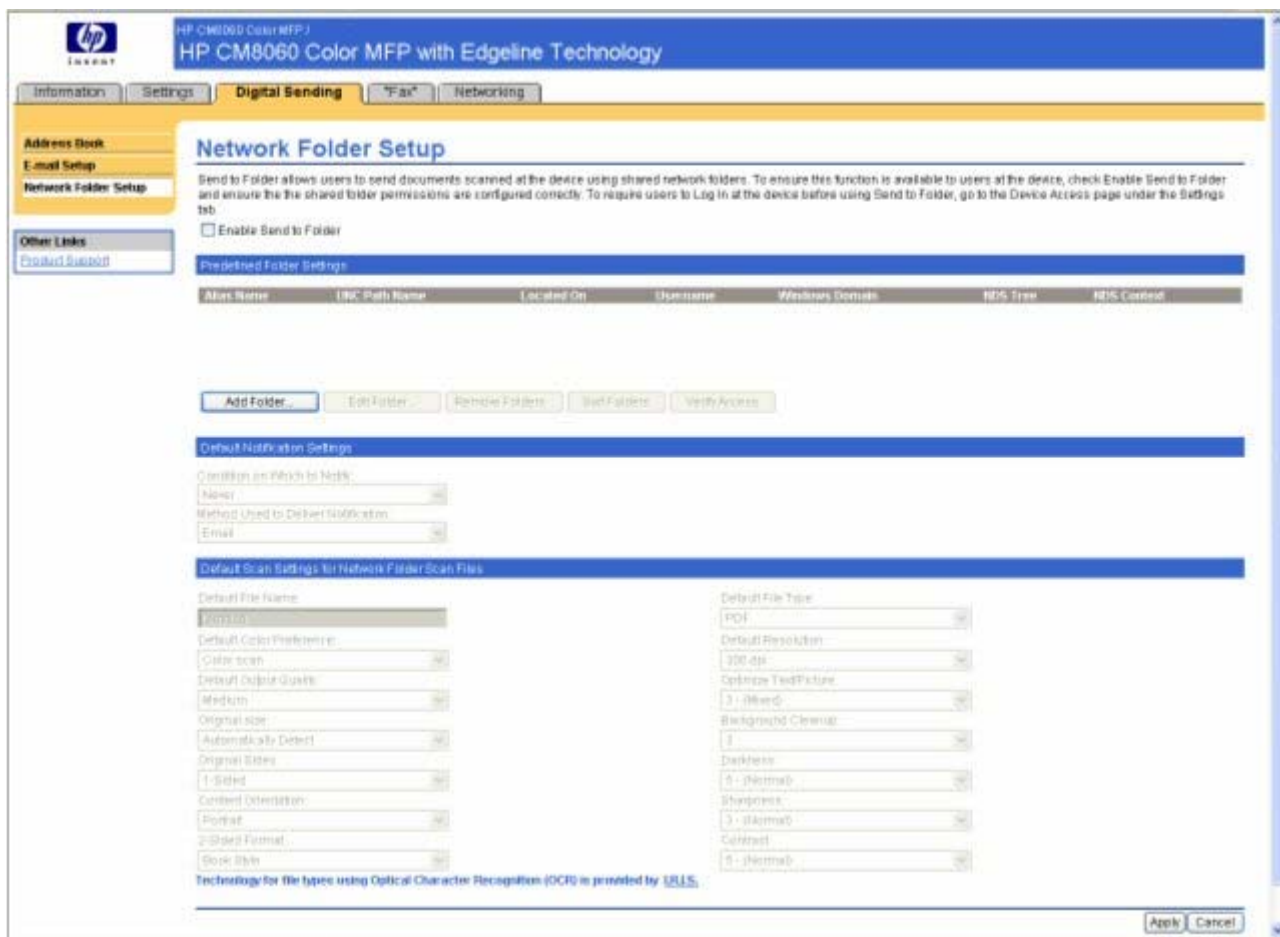 hp
invent
HP CM8060 Color MFP /
HP CM8060 Color MFP with Edgeline Technology
Information
Settings
Digital Sending
"Fax"
Networking
Address Book
E-mail Setup
Network Folder Setup
Other Links
Product Support
Network Folder Setup
Send to Folder allows users to send documents scanned at the device using shared network folders. To ensure this function is available to users at the device, check Enable Send to Folder
and ensure the the shared folder permissions are configured correctly. To require users to Log In at the device before using Send to Folder, go to the Device Access page under the Settings
tab.
Enable Send to Folder
Predefined Folder Settings
Alias Name UNC Path Name Located On Username Windows Domain NDS Tree NDS Context
Add Folder... Edit Folder... Remove Folders Sort Folders Verify Access
Default Notification Settings
Condition on Which to Notify:
Never
Method Used to Deliver Notification:
Email
Default Scan Settings for Network Folder Scan Files
Default File Name:
Default File Type:
PDF
Default Color Preference:
Color scan
Default Resolution:
300 dpi
Default Output Quality:
Medium
Optimize Text/Picture:
3 - (Mixed)
Original size:
Automatically Detect
Background Cleanup:
Original Sides:
1-Sided
Darkness:
5 - (Normal)
Content Orientation:
Portrait
Sharpness:
3 - (Normal)
2-Sided Format:
Book Style
Contrast:
5 - (Normal)
Technology for file types using Optical Character Recognition (OCR) is provided by I.R.I.S.
Apply Cancel